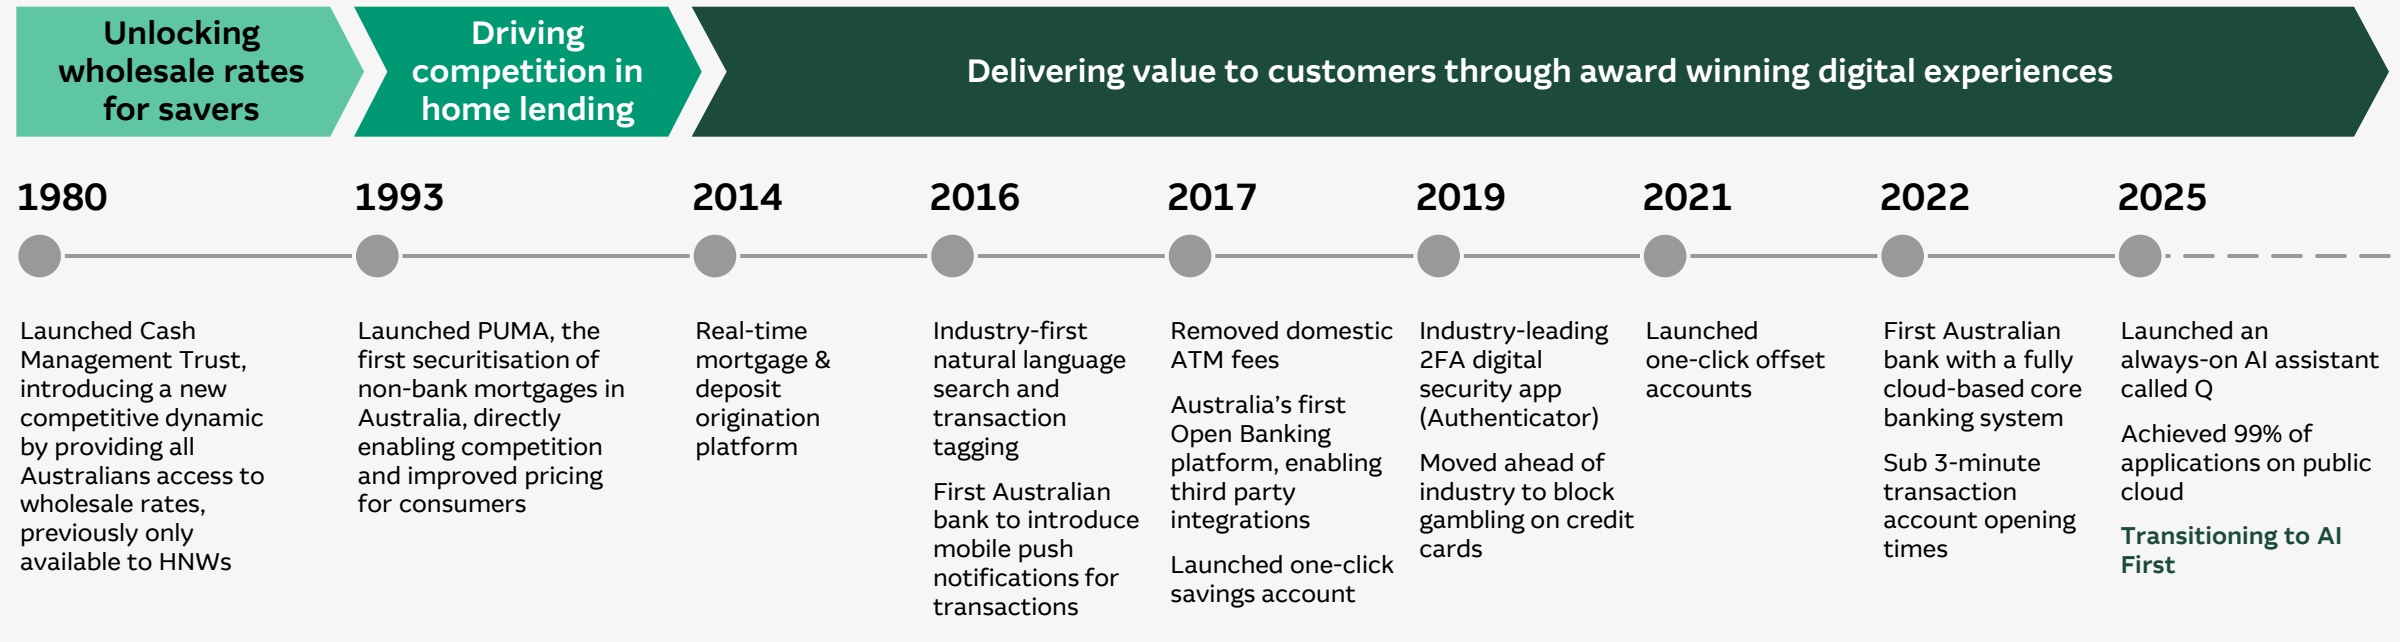 Unlocking
wholesale rates
for savers
Driving
competition in
home lending
Delivering value to customers through award winning digital experiences
1980
Launched Cash
Management Trust,
introducing a new
competitive dynamic
by providing all
Australians access to
wholesale rates,
previously only
available to HNWs
1993
Launched PUMA, the
first securitisation of
non-bank mortgages in
Australia, directly
enabling competition
and improved pricing
for consumers
2014
Real-time
mortgage &
deposit
origination
platform
2016
Industry-first
natural language
search and
transaction
tagging
First Australian
bank to introduce
mobile push
notifications for
transactions
2017
Removed domestic
ATM fees
Australia’s first
Open Banking
platform, enabling
third party
integrations
Launched one-click
savings account
2019
Industry-leading
2FA digital
security app
(Authenticator)
Moved ahead of
industry to block
gambling on credit
cards
2021
Launched
one-click offset
accounts
2022
First Australian
bank with a fully
cloud-based core
banking system
Sub 3-minute
transaction
account opening
times
2025
Launched an
always-on AI assistant
called Q
Achieved 99% of
applications on public
cloud
Transitioning to AI
First